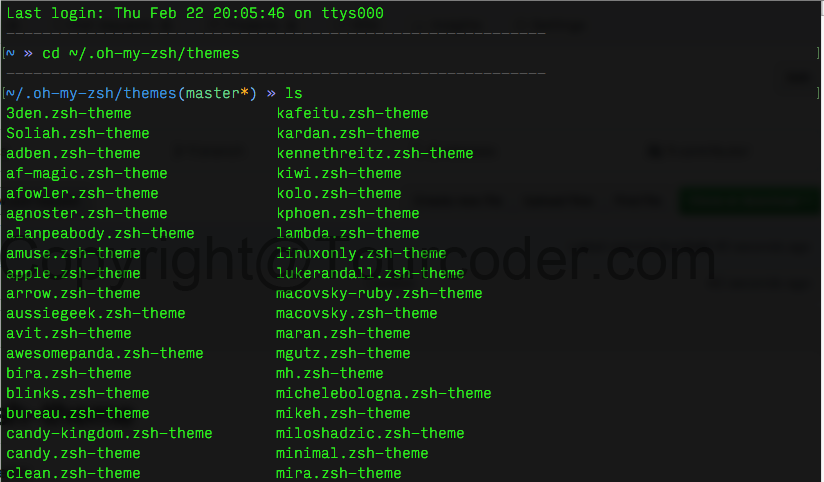 Last login: Thu Feb 22 20:05:46 on ttys000
------------------------------------------------------------
~ » cd ~/.oh-my-zsh/themes
------------------------------------------------------------
~/.oh-my-zsh/themes(master*) » ls
3den.zsh-theme kafeitu.zsh-theme
Soliah.zsh-theme kardan.zsh-theme
adben.zsh-theme kennethreitz.zsh-theme
af-magic.zsh-theme kiwi.zsh-theme
afowler.zsh-theme kolo.zsh-theme
agnoster.zsh-theme kphoen.zsh-theme
alanpeabody.zsh-theme lambda.zsh-theme
amuse.zsh-theme linuxonly.zsh-theme
apple.zsh-theme lukerandall.zsh-theme
arrow.zsh-theme macovsky-ruby.zsh-theme
aussiegeek.zsh-theme macovsky.zsh-theme
avit.zsh-theme maran.zsh-theme
awesomepanda.zsh-theme mgutz.zsh-theme
bira.zsh-theme mh.zsh-theme
blinks.zsh-theme michelebologna.zsh-theme
bureau.zsh-theme mikeh.zsh-theme
candy-kingdom.zsh-theme miloshadzic.zsh-theme
candy.zsh-theme minimal.zsh-theme
clean.zsh-theme mira.zsh-theme